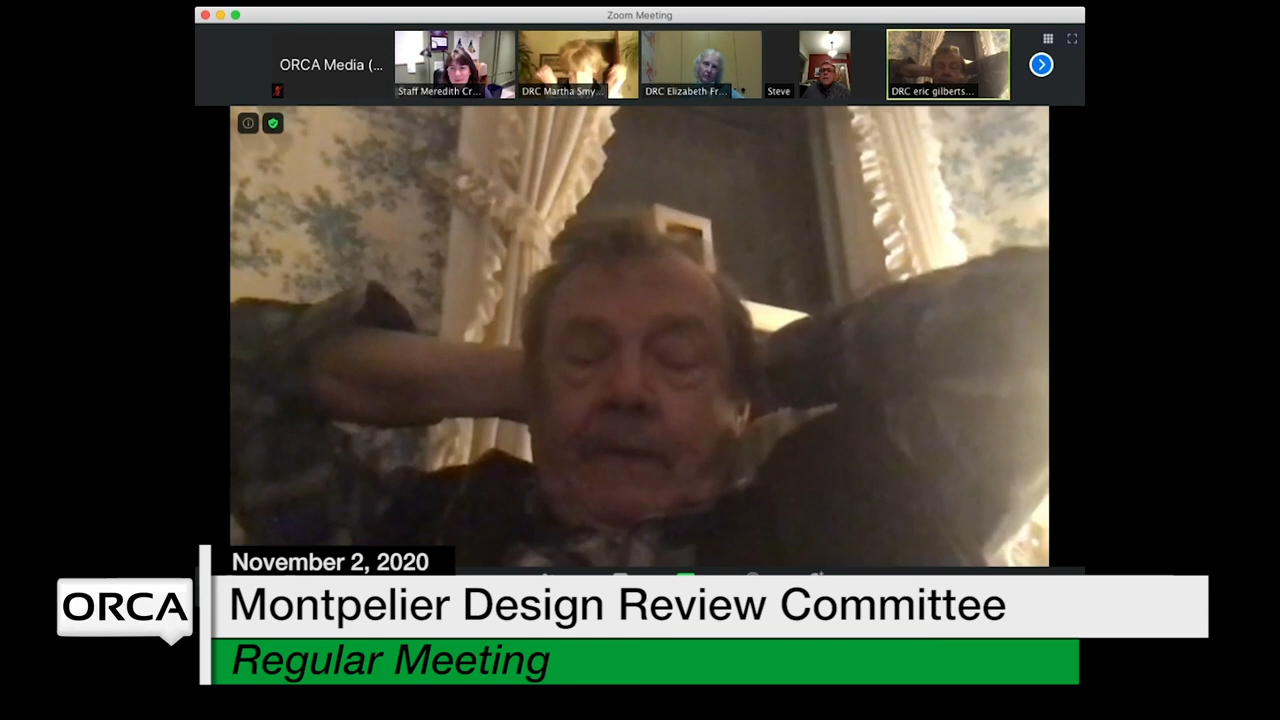 Zoom Meeting
ORCA Media (...
Staff Meredith Cr...
DRC Martha Smy...
DRC Elizabeth Fr...
Steve
DRC eric gilberts...
November 2, 2020
ORCA
Montpelier Design Review Committee
Regular Meeting